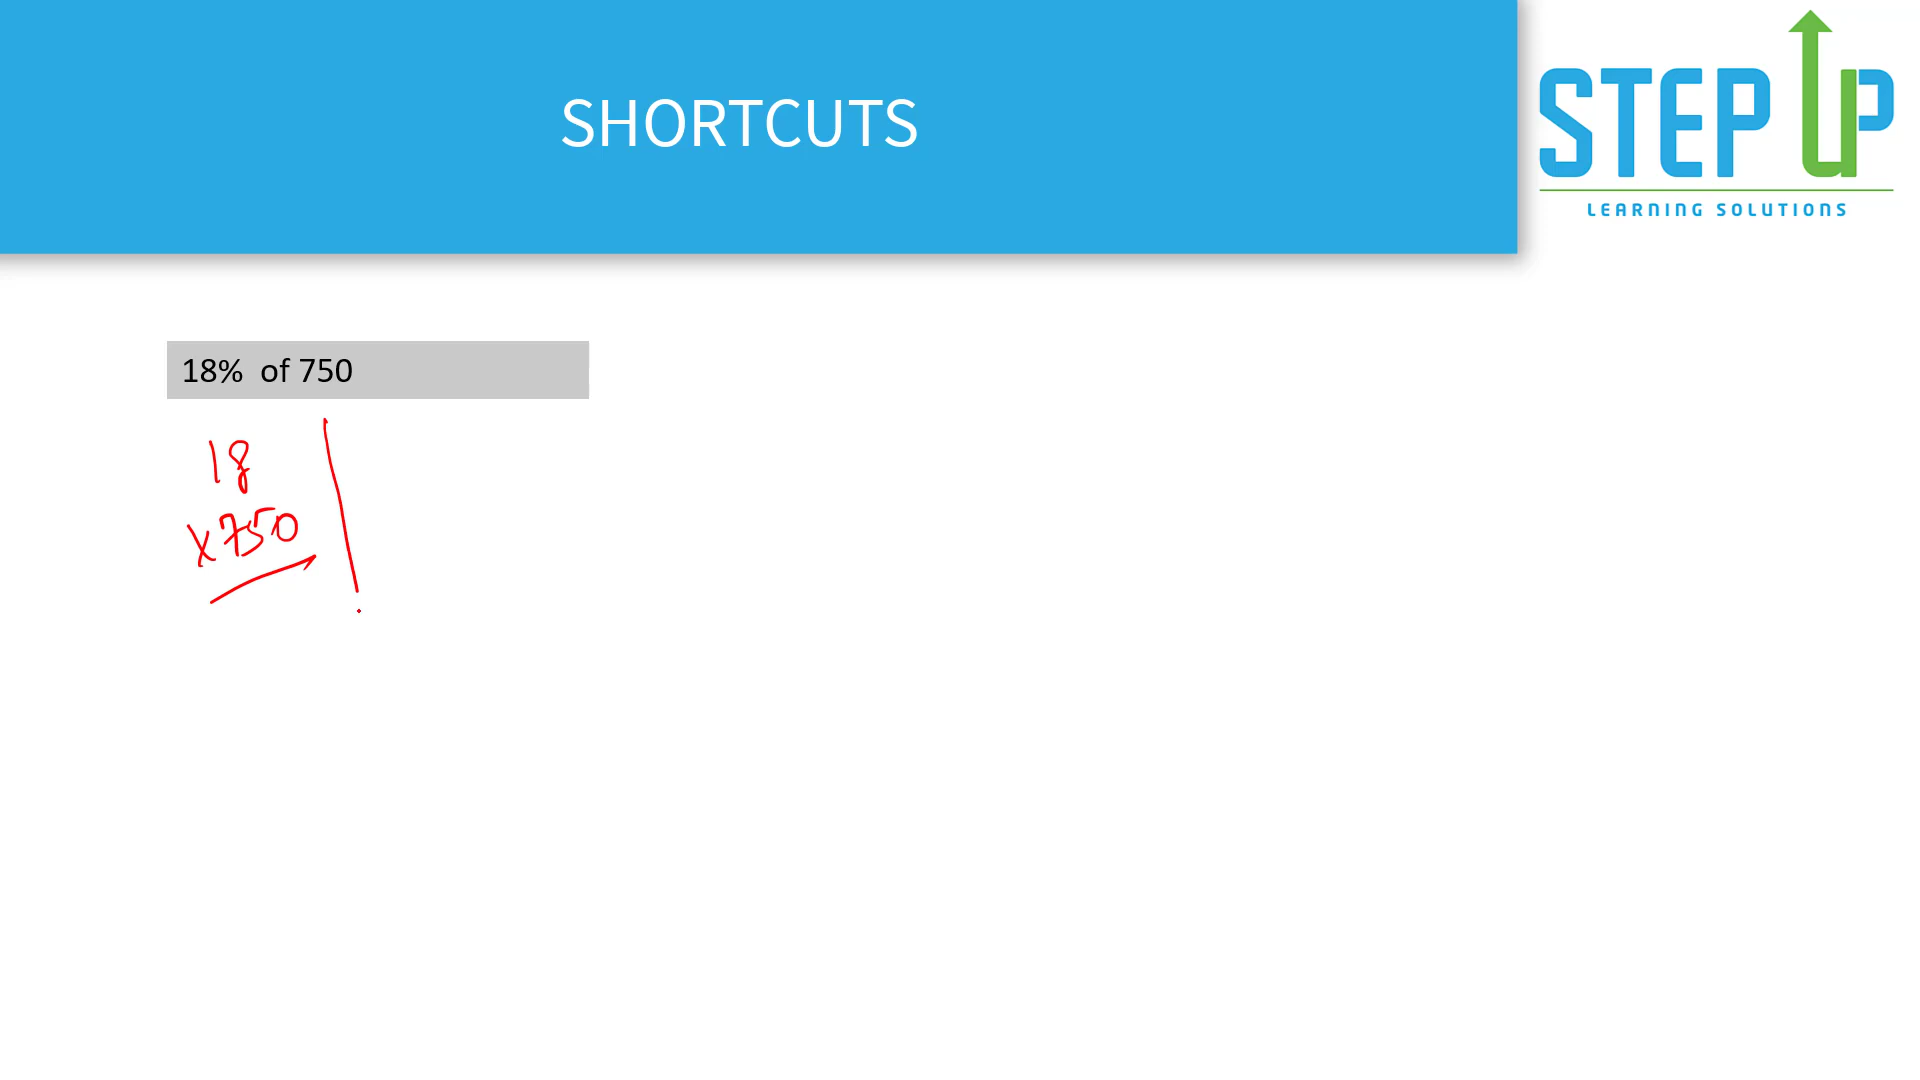 SHORTCUTS
STEP UP
LEARNING SOLUTIONS
18% of 750
18
x750